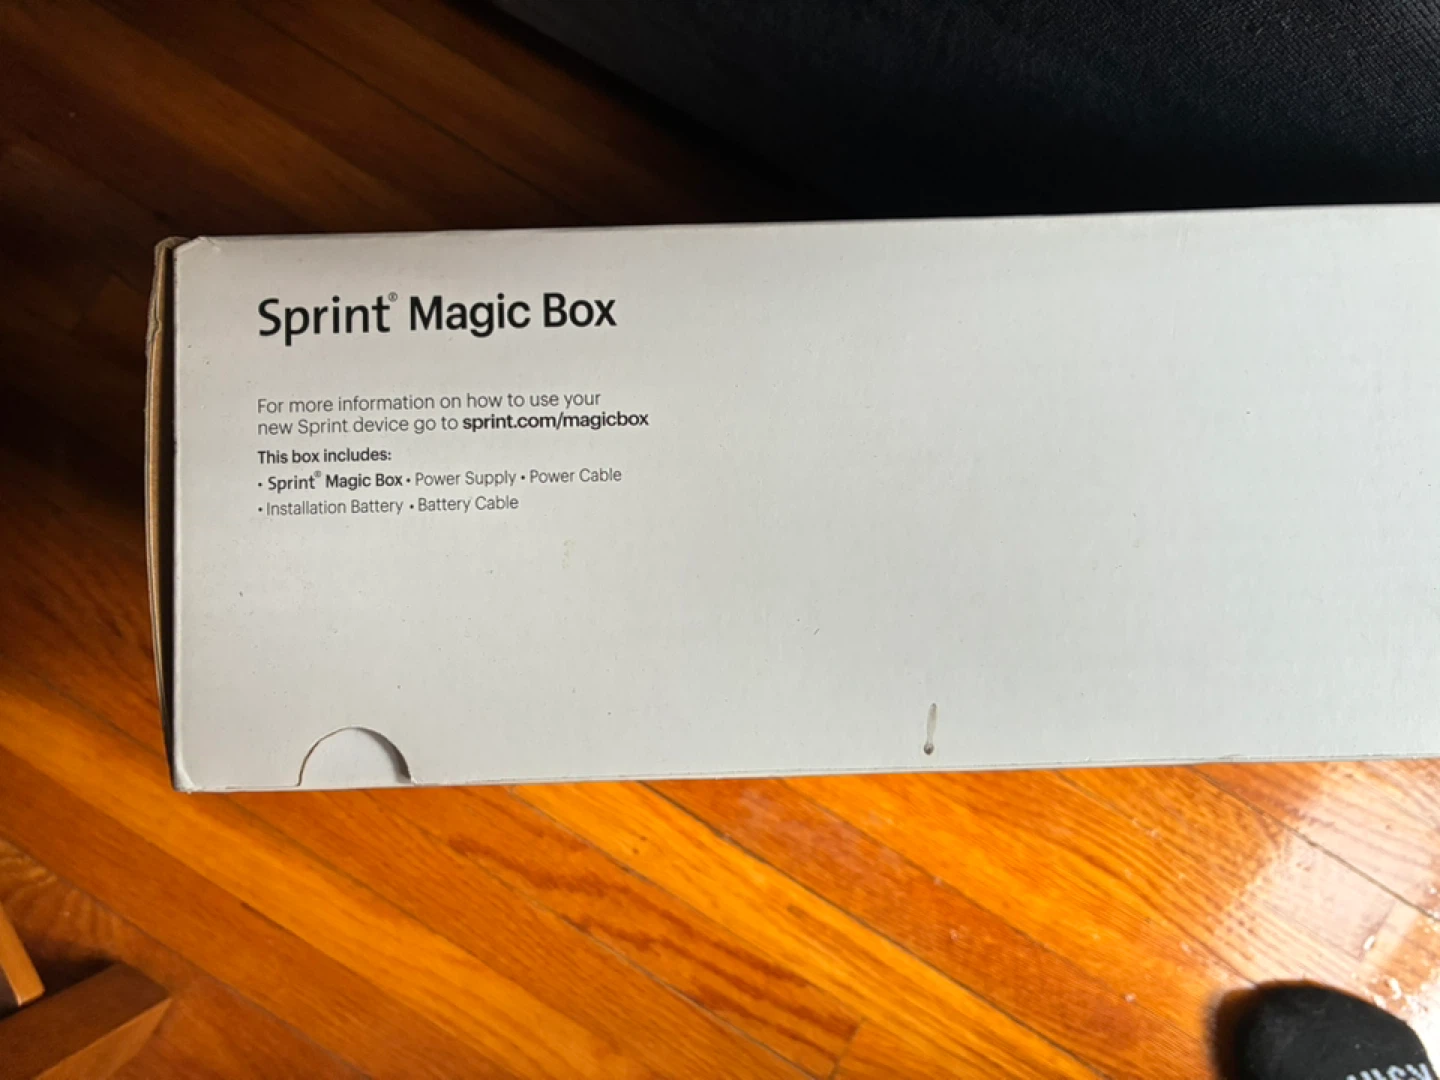 Sprint® Magic Box
For more information on how to use your
new Sprint device go to sprint.com/magicbox
This box includes:
• Sprint® Magic Box • Power Supply • Power Cable
• Installation Battery • Battery Cable